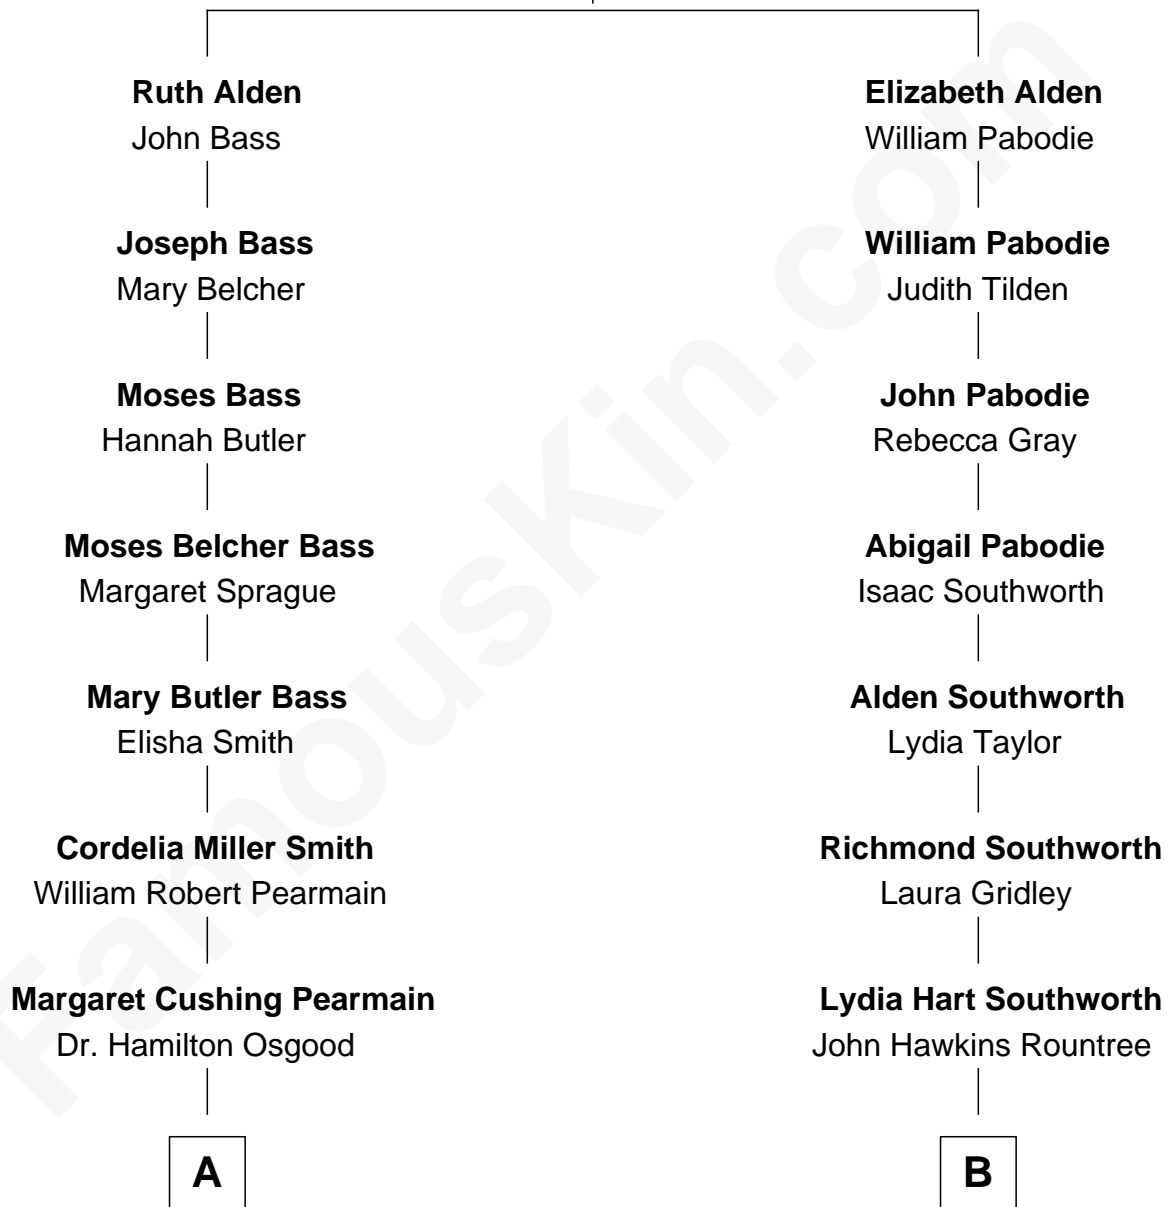 Ruth Alden
John Bass
Elizabeth Alden
William Pabodie
Joseph Bass
Mary Belcher
William Pabodie
Judith Tilden
Moses Bass
Hannah Butler
John Pabodie
Rebecca Gray
Moses Belcher Bass
Margaret Sprague
Abigail Pabodie
Isaac Southworth
Mary Butler Bass
Elisha Smith
Alden Southworth
Lydia Taylor
Cordelia Miller Smith
William Robert Pearmain
Richmond Southworth
Laura Gridley
Margaret Cushing Pearmain
Dr. Hamilton Osgood
Lydia Hart Southworth
John Hawkins Rountree
A
B
FamousKin.com